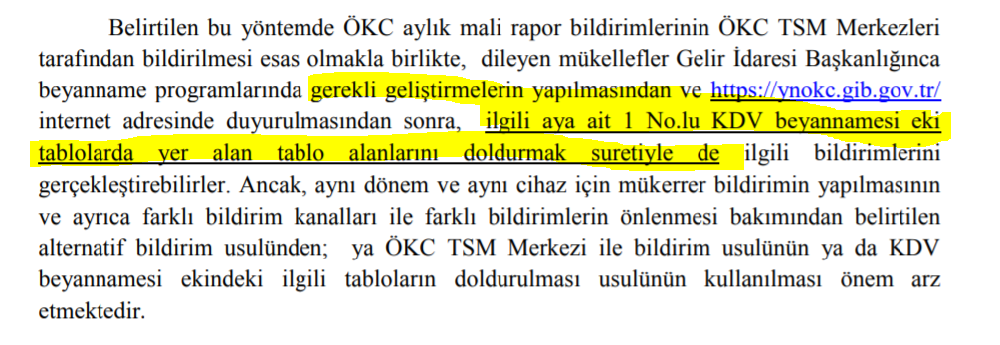 Belirtilen bu yöntemde ÖKC aylık mali rapor bildirimlerinin ÖKC TSM Merkezleri
tarafından bildirilmesi esas olmakla birlikte, dileyen mükellefler Gelir İdaresi Başkanlığınca
beyanname programlarında gerekli geliştirmelerin yapılmasından ve https://ynokc.gib.gov.tr/
internet adresinde duyurulmasından sonra, ilgili aya ait 1 No.lu KDV beyannamesi eki
tablolarda yer alan tablo alanlarını doldurmak suretiyle de ilgili bildirimlerini
gerçekleştirebilirler. Ancak, aynı dönem ve aynı cihaz için mükerrer bildirimin yapılmasının
ve ayrıca farklı bildirim kanalları ile farklı bildirimlerin önlenmesi bakımından belirtilen
alternatif bildirim usulünden; ya ÖKC TSM Merkezi ile bildirim usulünün ya da KDV
beyannamesi ekindeki ilgili tabloların doldurulması usulünün kullanılması önem arz
etmektedir.